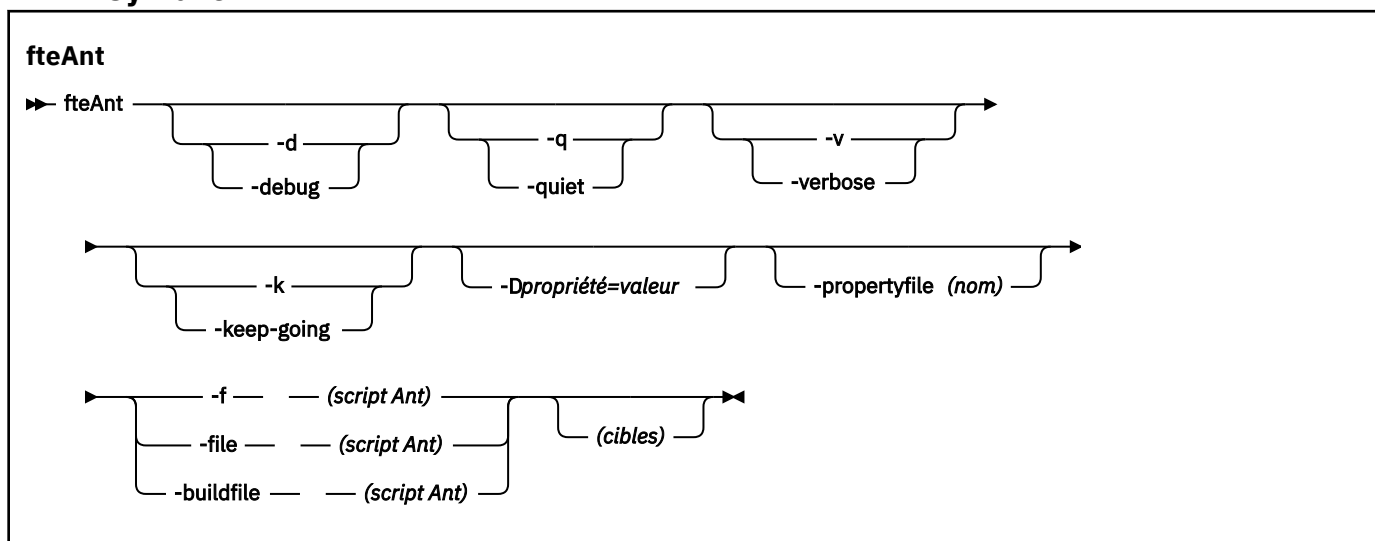 fteAnt
fteAnt
-d
-debug
-q
-quiet
-v
-verbose
-k
-keep-going
-Dpropriété=valeur
-propertyfile (nom)
-f (script Ant)
-file (script Ant)
-buildfile (script Ant)
(cibles)